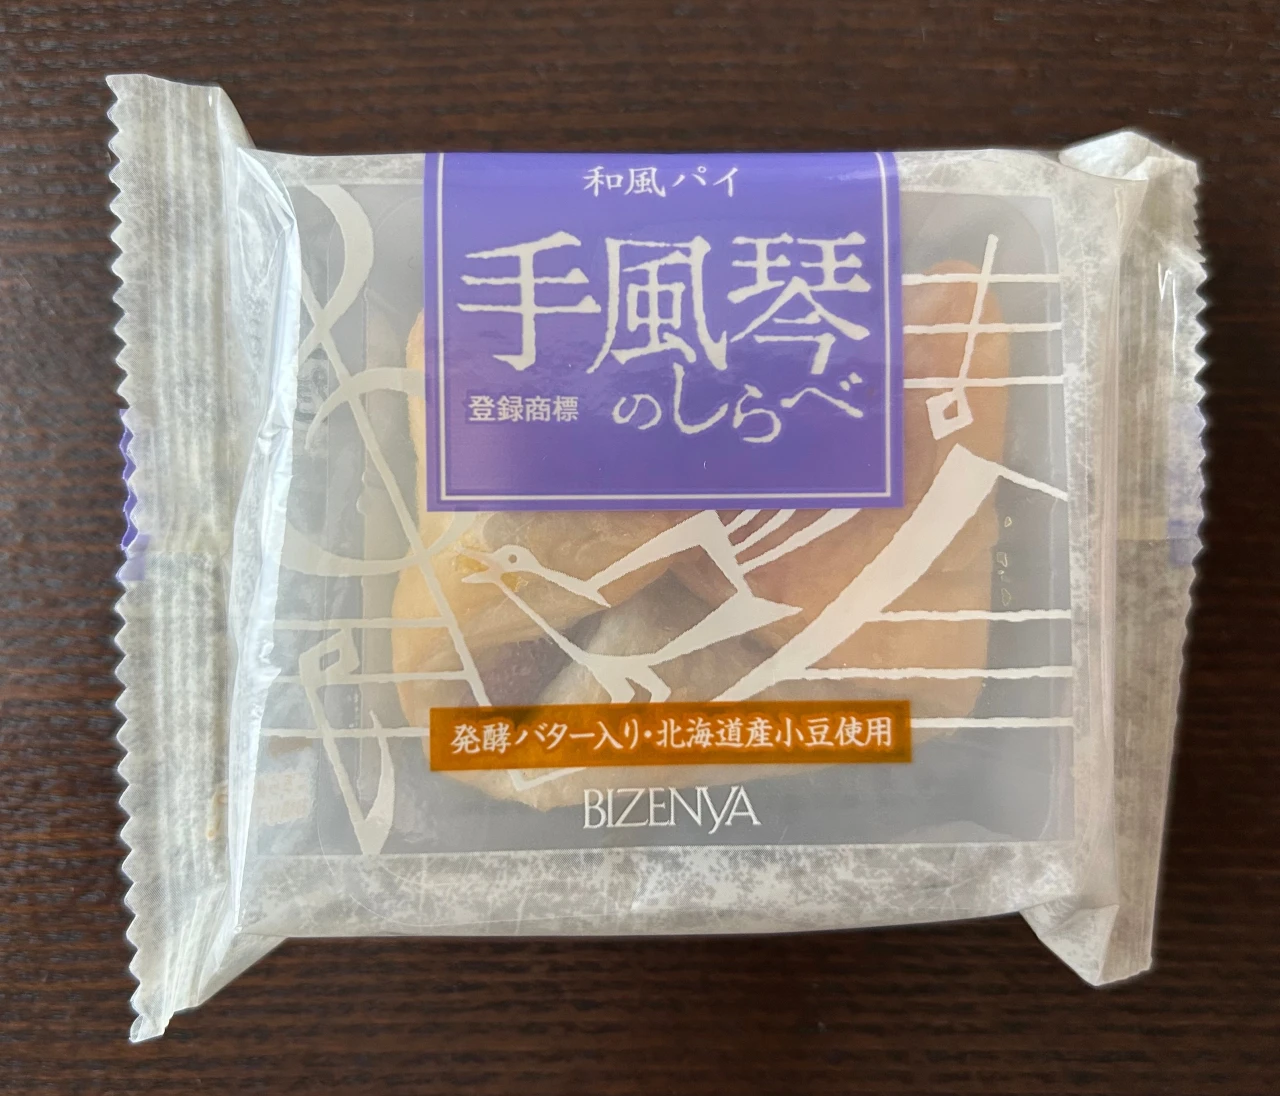 和風パイ
手風琴
のしらべ
登録商標
発酵バター入り・北海道産小豆使用
BIZENYA